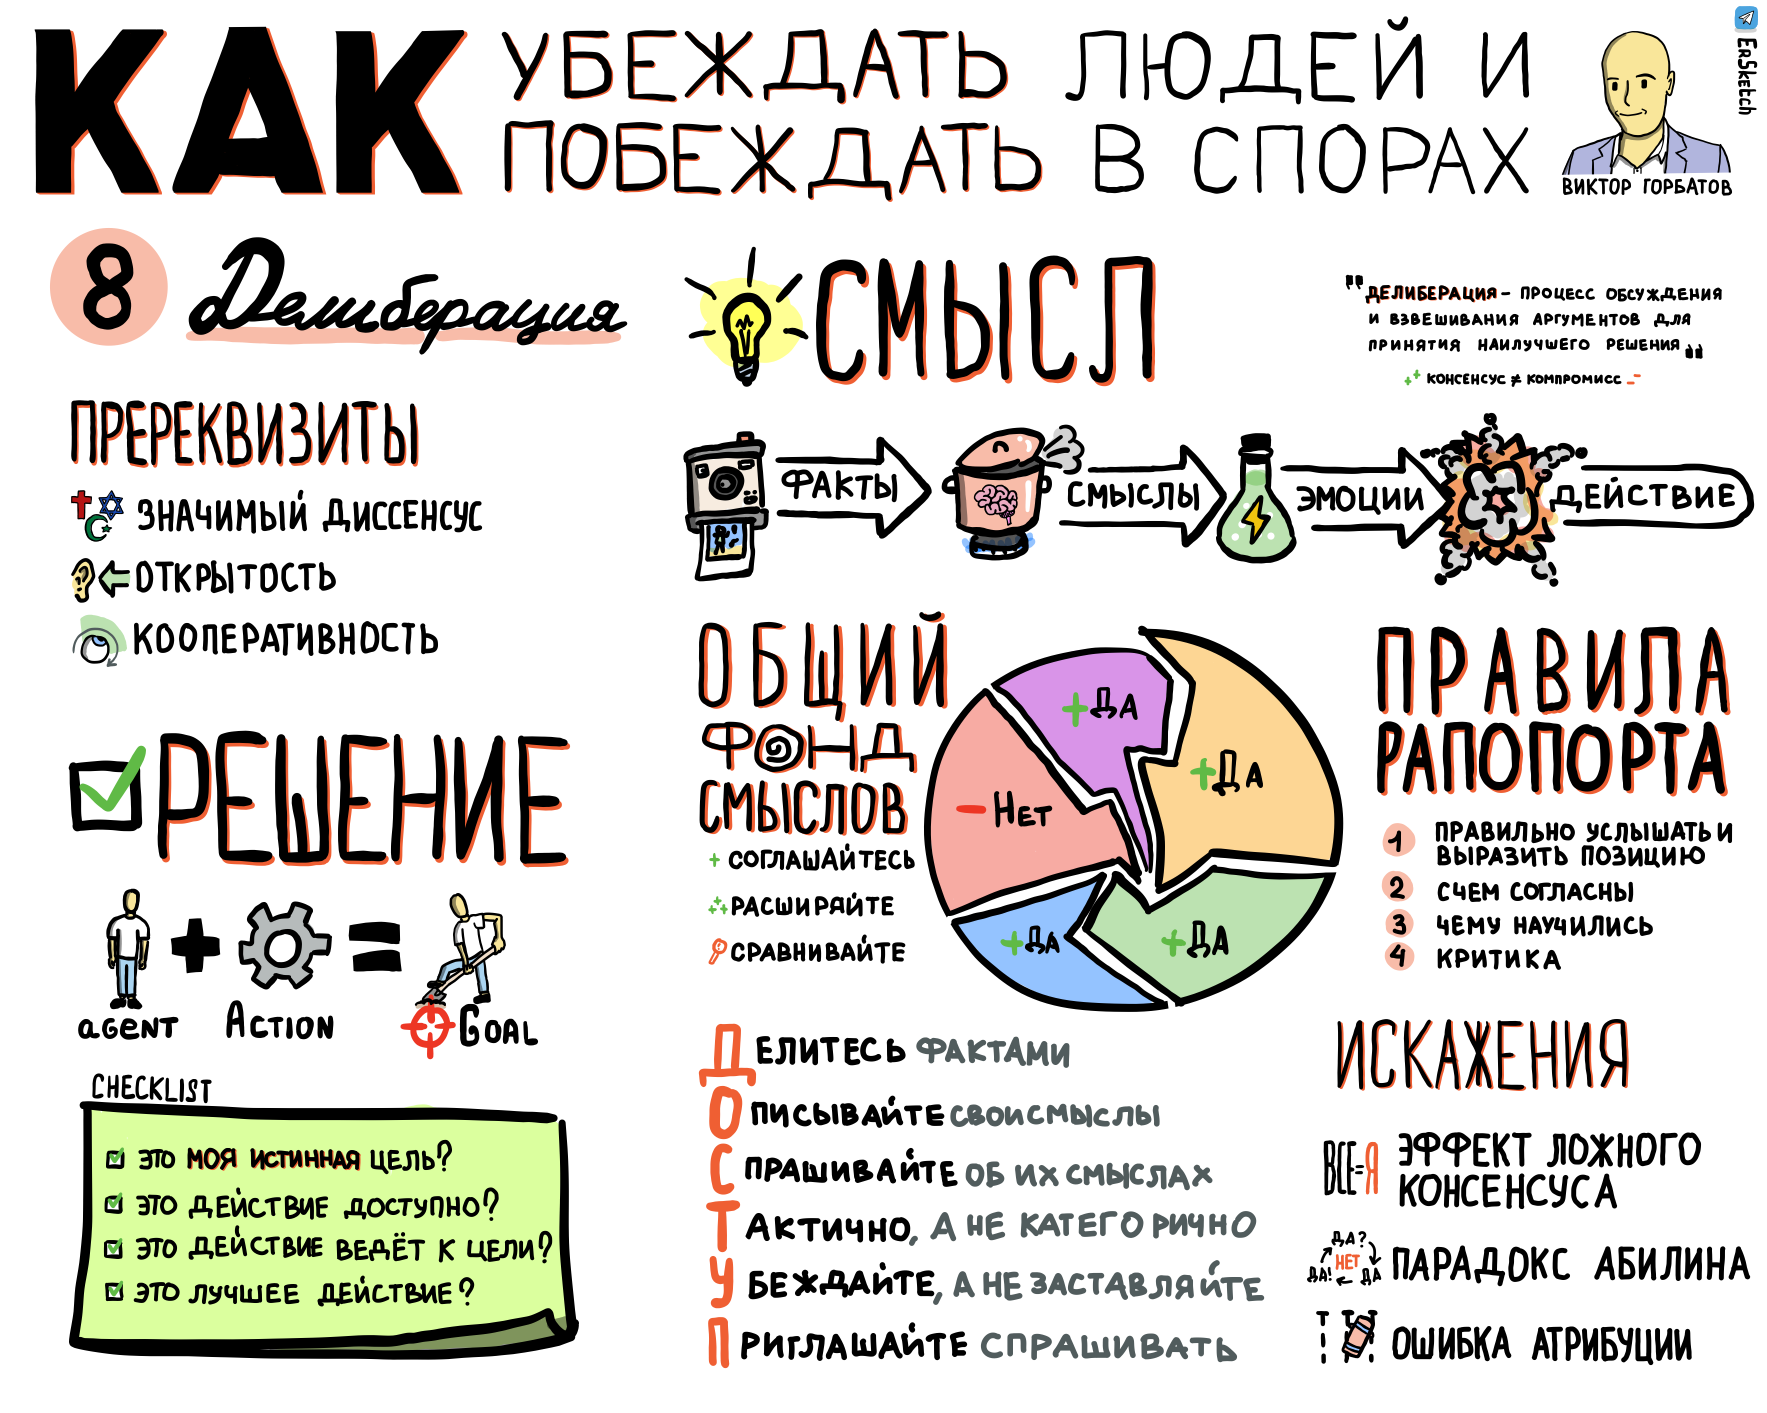 КАК
УБЕЖДАТЬ ЛЮДЕЙ И
ПОБЕЖДАТЬ В СПОРАХ
ВИКТОР ГОРБАТОВ
ERSKETCH
8
Делиберация
ПРЕРЕКВИЗИТЫ
ЗНАЧИМЫЙ ДИССЕНСУС
ОТКРЫТОСТЬ
КООПЕРАТИВНОСТЬ
РЕШЕНИЕ
AGENT
+
ACTION
=
GOAL
CHECKLIST
ЭТО МОЯ ИСТИННАЯ ЦЕЛЬ?
ЭТО ДЕЙСТВИЕ ДОСТУПНО?
ЭТО ДЕЙСТВИЕ ВЕДЁТ К ЦЕЛИ?
ЭТО ЛУЧШЕЕ ДЕЙСТВИЕ?
СМЫСЛ
"ДЕЛИБЕРАЦИЯ - ПРОЦЕСС ОБСУЖДЕНИЯ
И ВЗВЕШИВАНИЯ АРГУМЕНТОВ ДЛЯ
ПРИНЯТИЯ НАИЛУЧШЕГО РЕШЕНИЯ"
++ КОНСЕНСУС ≠ КОМПРОМИСС --
ФАКТЫ
СМЫСЛЫ
ЭМОЦИИ
ДЕЙСТВИЕ
ОБЩИЙ
ФОНД
СМЫСЛОВ
+ СОГЛАШАЙТЕСЬ
РАСШИРЯЙТЕ
СРАВНИВАЙТЕ
+ДА
+ДА
- НЕТ
+ДА
+ДА
ПРАВИЛА
РАПОПОРТА
1 ПРАВИЛЬНО УСЛЫШАТЬ И
ВЫРАЗИТЬ ПОЗИЦИЮ
2 С ЧЕМ СОГЛАСНЫ
3 ЧЕМУ НАУЧИЛИСЬ
4 КРИТИКА
ДЕЛИТЕСЬ ФАКТАМИ
ОПИСЫВАЙТЕ СВОИ СМЫСЛЫ
СПРАШИВАЙТЕ ОБ ИХ СМЫСЛАХ
ТАКТИЧНО, А НЕ КАТЕГОРИЧНО
УБЕЖДАЙТЕ, А НЕ ЗАСТАВЛЯЙТЕ
ПРИГЛАШАЙТЕ СПРАШИВАТЬ
ИСКАЖЕНИЯ
ВСЕ=Я
ЭФФЕКТ ЛОЖНОГО
КОНСЕНСУСА
ДА?
НЕТ
ДА!
ДА
ПАРАДОКС АБИЛИНА
ОШИБКА АТРИБУЦИИ